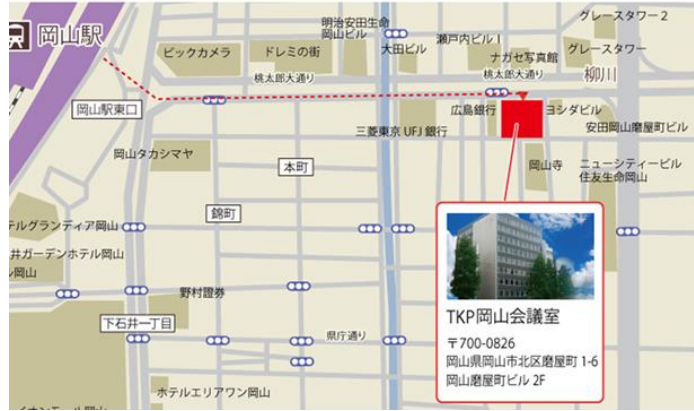 岡山駅
明治安田生命
岡山ビル
大田ビル
瀬戸内ビルI
グレースタワー2
ビックカメラ
ドレミの街
ナガセ写真館
グレースタワー
桃太郎大通り
桃太郎大通り
柳川
岡山駅東口
広島銀行
ヨシダビル
三菱東京UFJ銀行
安田岡山磨屋町ビル
岡山タカシマヤ
本町
岡山寺
ニューシティービル
住友生命岡山
錦町
テルグランディア岡山
井ガーデンホテル岡山
ル岡山
野村證券
下石井一丁目
県庁通り
ホテルエリアワン岡山
イオンモール岡山
TKP岡山会議室
〒700-0826
岡山県岡山市北区磨屋町1-6
岡山磨屋町ビル 2F